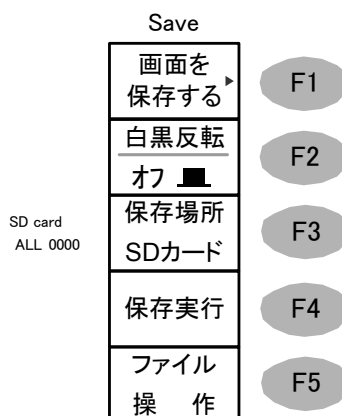 Save
画面を
保存する
F1
白黒反転
オフ
F2
SD card
ALL 0000
保存場所
SDカード
F3
保存実行
F4
ファイル
操 作
F5